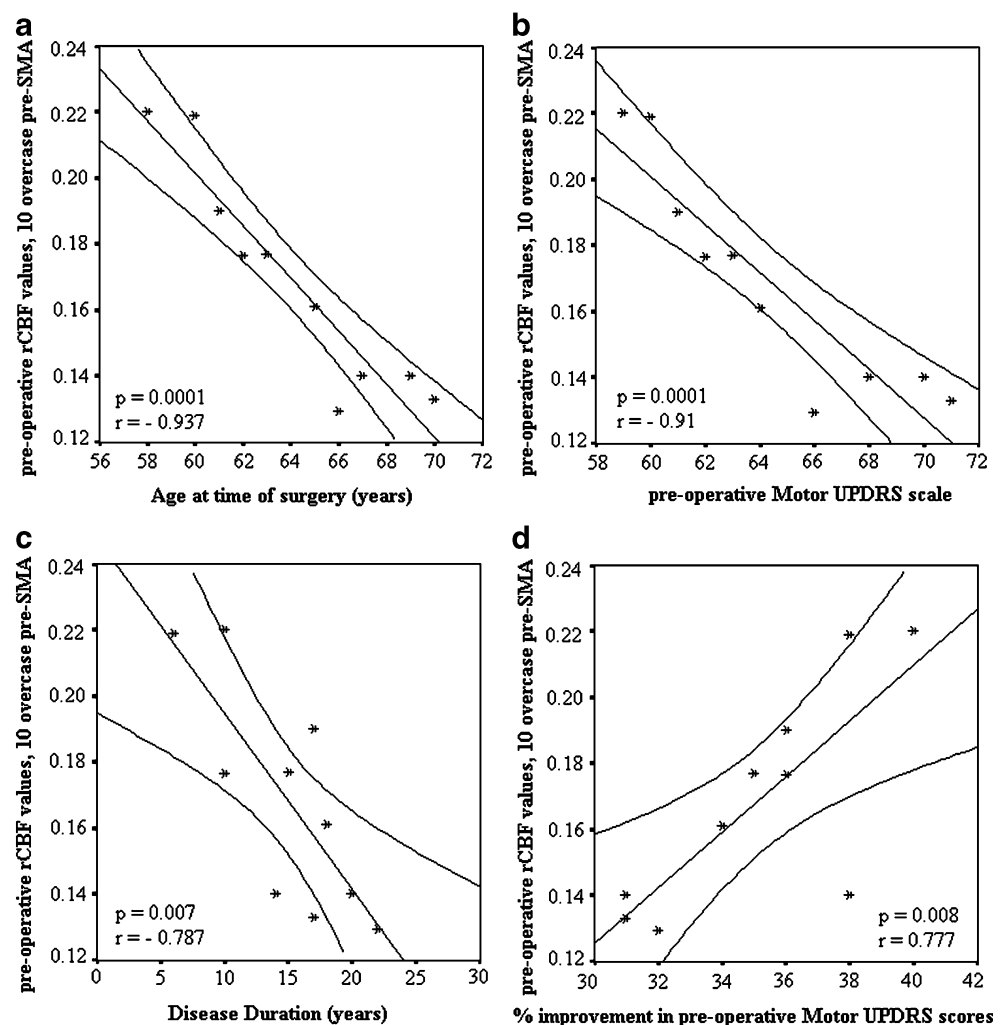 a
pre-operative rCBF values, 10 overcase pre-SMA
0.24
0.22
0.20
0.18
0.16
0.14
0.12
p = 0.0001
r = - 0.937
56 58 60 62 64 66 68 70 72
Age at time of surgery (years)
b
pre-operative rCBF values, 10 overcase pre-SMA
0.24
0.22
0.20
0.18
0.16
0.14
0.12
p = 0.0001
r = - 0.91
58 60 62 64 66 68 70 72
pre-operative Motor UPDRS scale
c
pre-operative rCBF values, 10 overcase pre-SMA
0.24
0.22
0.20
0.18
0.16
0.14
0.12
p = 0.007
r = - 0.787
0 5 10 15 20 25 30
Disease Duration (years)
d
pre-operative rCBF values, 10 overcase pre-SMA
0.24
0.22
0.20
0.18
0.16
0.14
0.12
p = 0.008
r = 0.777
30 32 34 36 38 40 42
% improvement in pre-operative Motor UPDRS scores